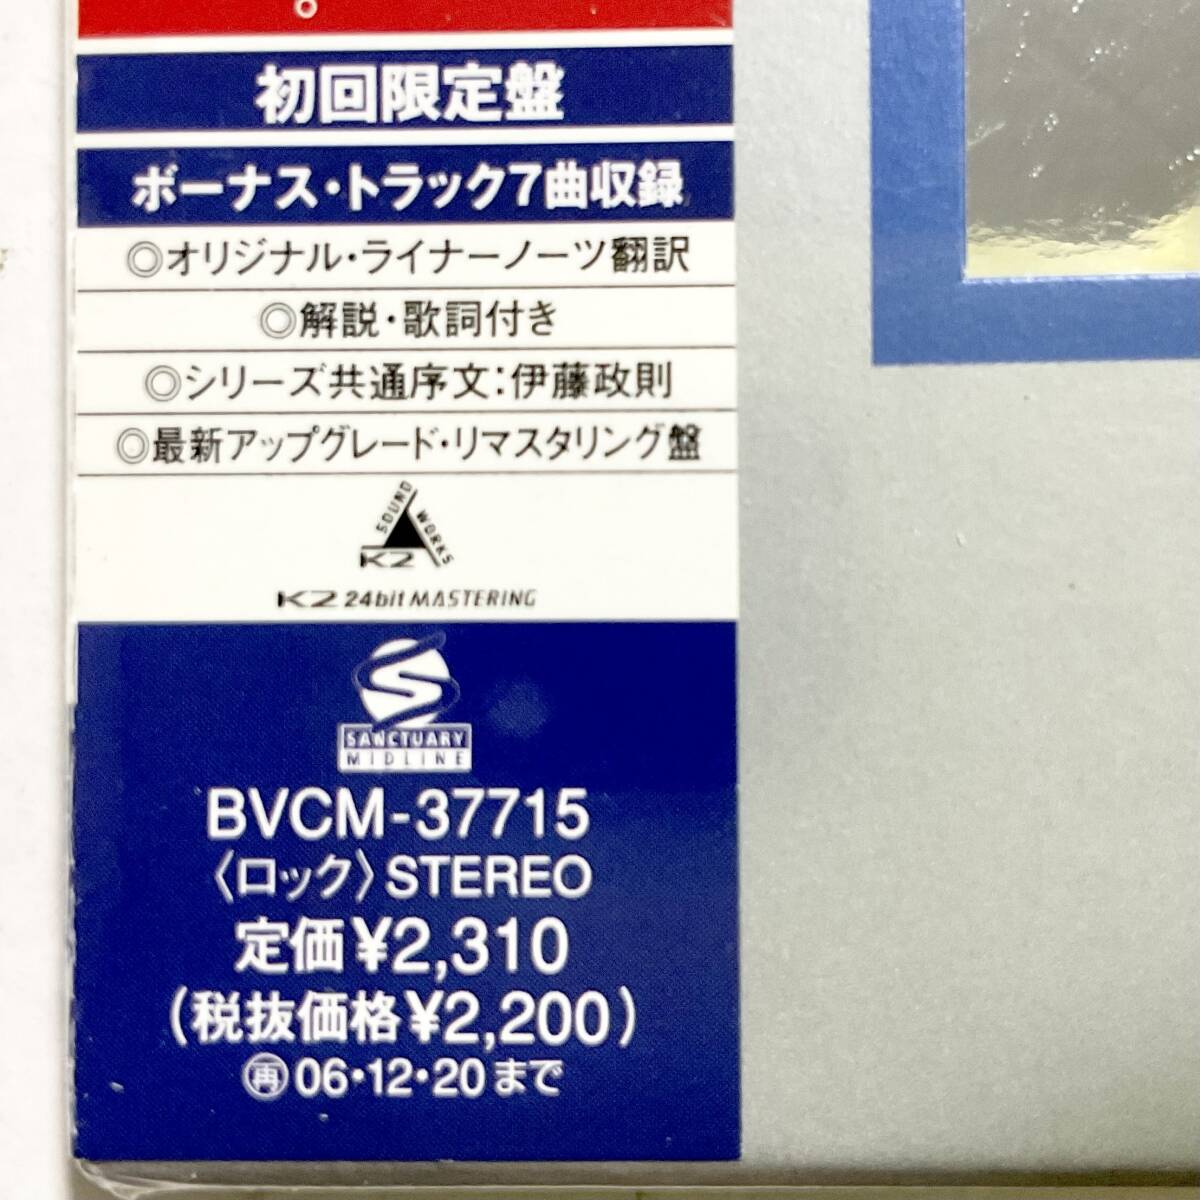 。
初回限定盤
ボーナス・トラック7曲収録
◎オリジナル・ライナーノーツ翻訳
◎解説・歌詞付き
◎シリーズ共通序文：伊藤政則
◎最新アップグレード・リマスタリング盤
SOUND WORKS
K2
K2 24bit MASTERING
SANCTUARY
MIDLINE
BVCM-37715
〈ロック〉STEREO
定価¥2,310
(税抜価格¥2,200)
㊞06・12・20まで